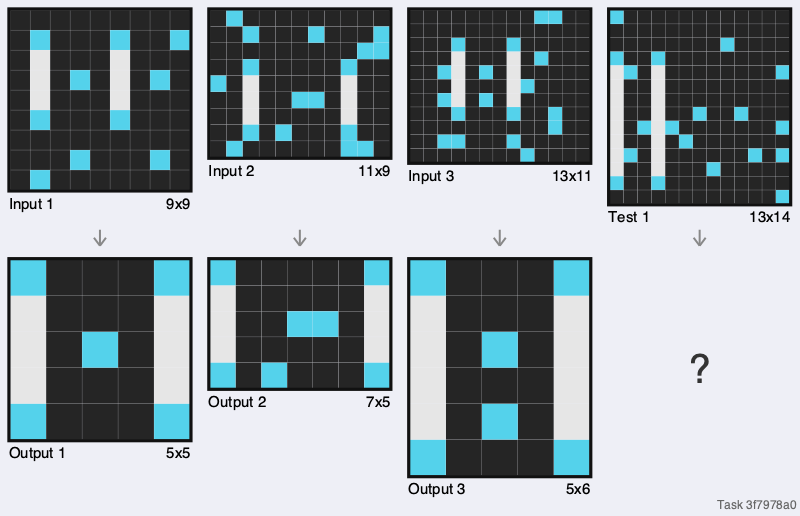 Input 1 9x9
Input 2 11x9
Input 3 13x11
Test 1 13x14
?
Output 1 5x5
Output 2 7x5
Output 3 5x6
Task 3f7978a0